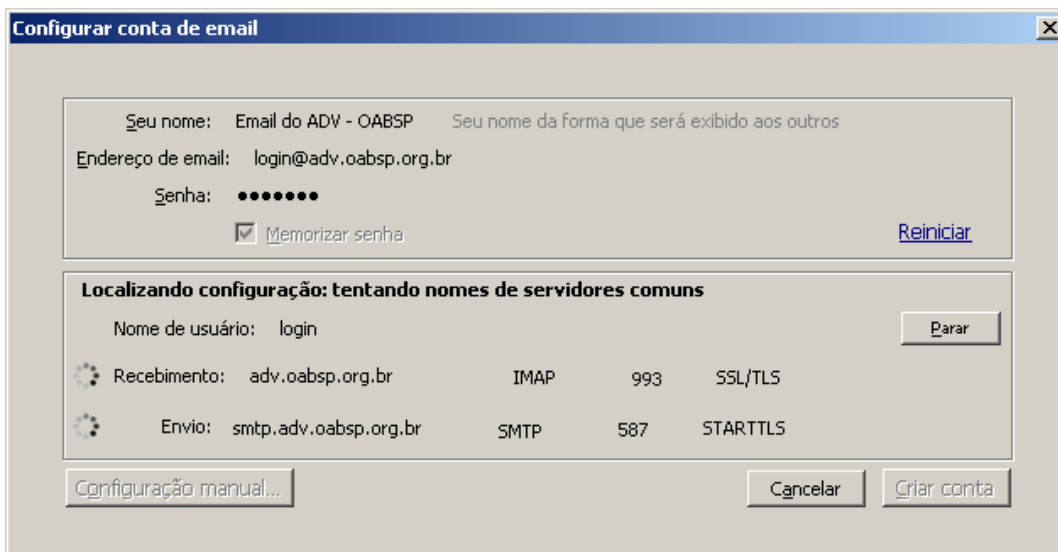 Configurar conta de email
Seu nome: Email do ADV - OABSP Seu nome da forma que será exibido aos outros
Endereço de email: login@adv.oabsp.org.br
Senha: •••••••
Memorizar senha Reiniciar
Localizando configuração: tentando nomes de servidores comuns
Nome de usuário: login Parar
Recebimento: adv.oabsp.org.br IMAP 993 SSL/TLS
Envio: smtp.adv.oabsp.org.br SMTP 587 STARTTLS
Configuração manual... Cancelar Criar conta